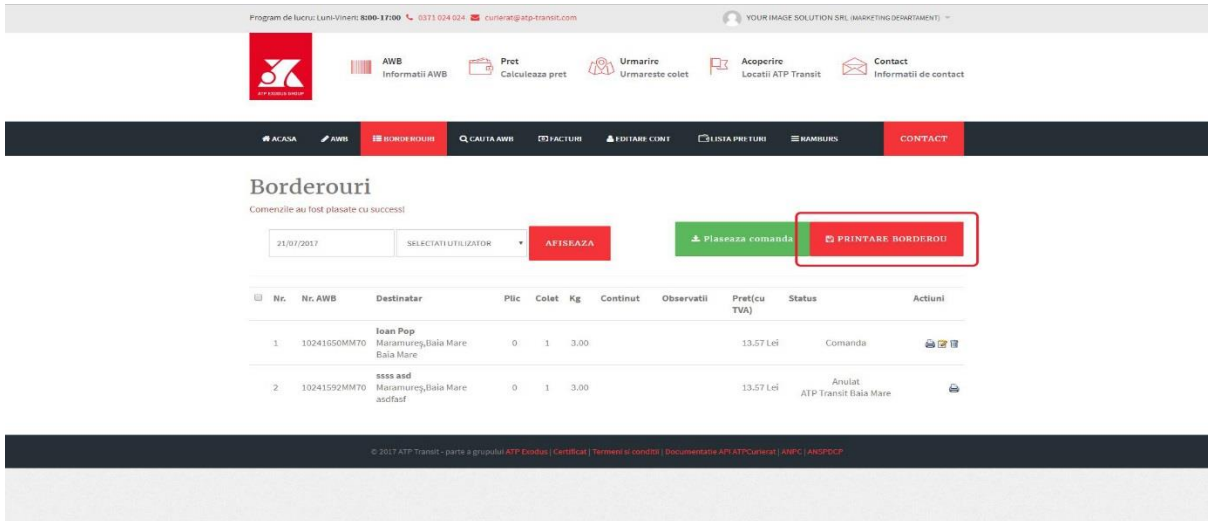 Program de lucru: Luni-Vineri: 8:00-17:00 0371 024 024 curierat@atp-transit.com YOUR IMAGE SOLUTION SRL (MARKETING DEPARTAMENT)
ATP EXODUS GROUP
AWB
Informatii AWB
Pret
Calculeaza pret
Urmarire
Urmareste colet
Acoperire
Locatii ATP Transit
Contact
Informatii de contact
ACASA AWB BORDEROURI CAUTA AWB FACTURI EDITARE CONT LISTA PRETURI RAMBURS CONTACT
Borderouri
Comenzile au fost plasate cu success!
21/07/2017 SELECTATI UTILIZATOR AFISEAZA Plaseaza comanda PRINTARE BORDEROU
Nr. Nr. AWB Destinatar Plic Colet Kg Continut Observatii Pret(cu TVA) Status Actiuni
Ioan Pop
1 10241650MM70 Maramureș,Baia Mare 0 1 3.00 13.57 Lei Comanda
Baia Mare
ssss asd
2 10241592MM70 Maramureș,Baia Mare 0 1 3.00 13.57 Lei Anulat
asdfasf ATP Transit Baia Mare
© 2017 ATP Transit - parte a grupului ATP Exodus | Certificat | Termeni si conditii | Documentatie API ATPCurierat | ANPC | ANSPDCP